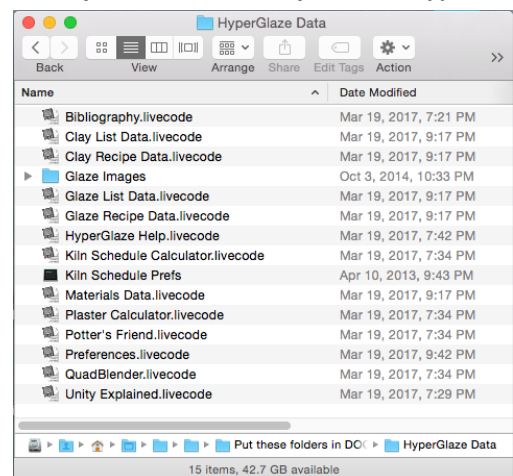 HyperGlaze Data
Back View Arrange Share Edit Tags Action
Name Date Modified
Bibliography.livecode Mar 19, 2017, 7:21 PM
Clay List Data.livecode Mar 19, 2017, 9:17 PM
Clay Recipe Data.livecode Mar 19, 2017, 9:17 PM
Glaze Images Oct 3, 2014, 10:33 PM
Glaze List Data.livecode Mar 19, 2017, 9:17 PM
Glaze Recipe Data.livecode Mar 19, 2017, 9:17 PM
HyperGlaze Help.livecode Mar 19, 2017, 7:42 PM
Kiln Schedule Calculator.livecode Mar 19, 2017, 7:34 PM
Kiln Schedule Prefs Apr 10, 2013, 9:43 PM
Materials Data.livecode Mar 19, 2017, 9:17 PM
Plaster Calculator.livecode Mar 19, 2017, 7:34 PM
Potter's Friend.livecode Mar 19, 2017, 7:34 PM
Preferences.livecode Mar 19, 2017, 9:42 PM
QuadBlender.livecode Mar 19, 2017, 7:34 PM
Unity Explained.livecode Mar 19, 2017, 7:29 PM
Put these folders in DO HyperGlaze Data
15 items, 42.7 GB available